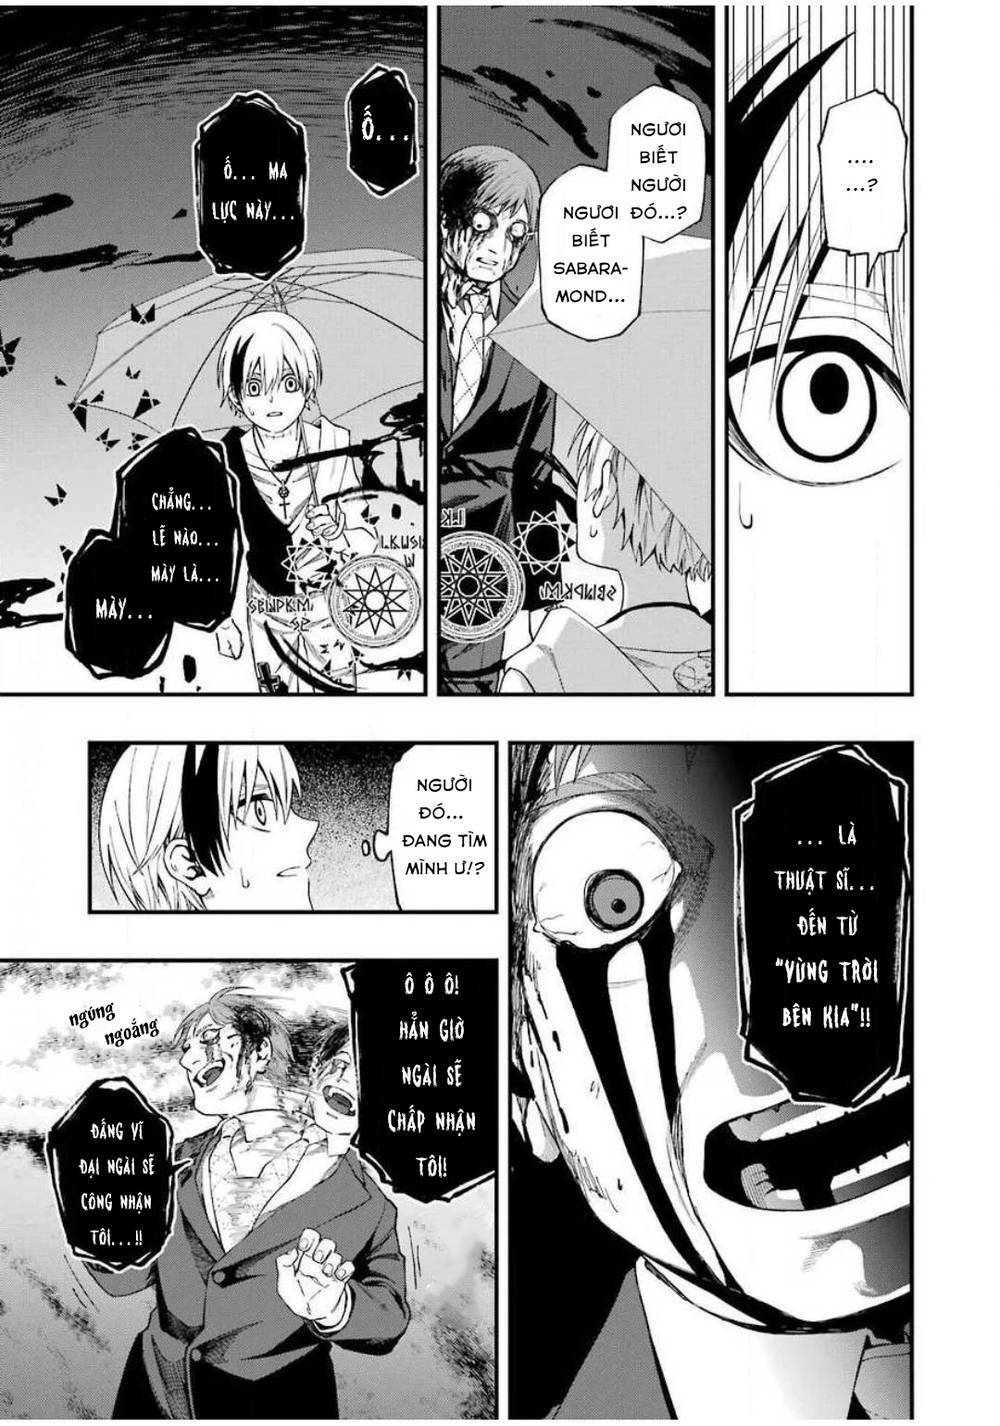 ....
...?
NGƯƠI
BIẾT
NGƯỜI
ĐÓ...?
NGƯƠI
BIẾT
SABARA-
MOND...
Ố...
Ố... MA
LỰC NÀY...
CHẲNG...
LẼ NÀO...
MÀY LÀ...
MÀY...
... LÀ
THUẬT SĨ...
ĐẾN TỪ
"VÙNG TRỜI
BÊN KIA"!!
NGƯỜI
ĐÓ...
ĐANG TÌM
MÌNH Ư!?
Ô Ô Ô!
HẲN GIỜ
NGÀI SẼ
CHẤP NHẬN
TÔI!
ngúng
ngoắng
ĐẤNG VĨ
ĐẠI NGÀI SẼ
CÔNG NHẬN
TÔI...!!